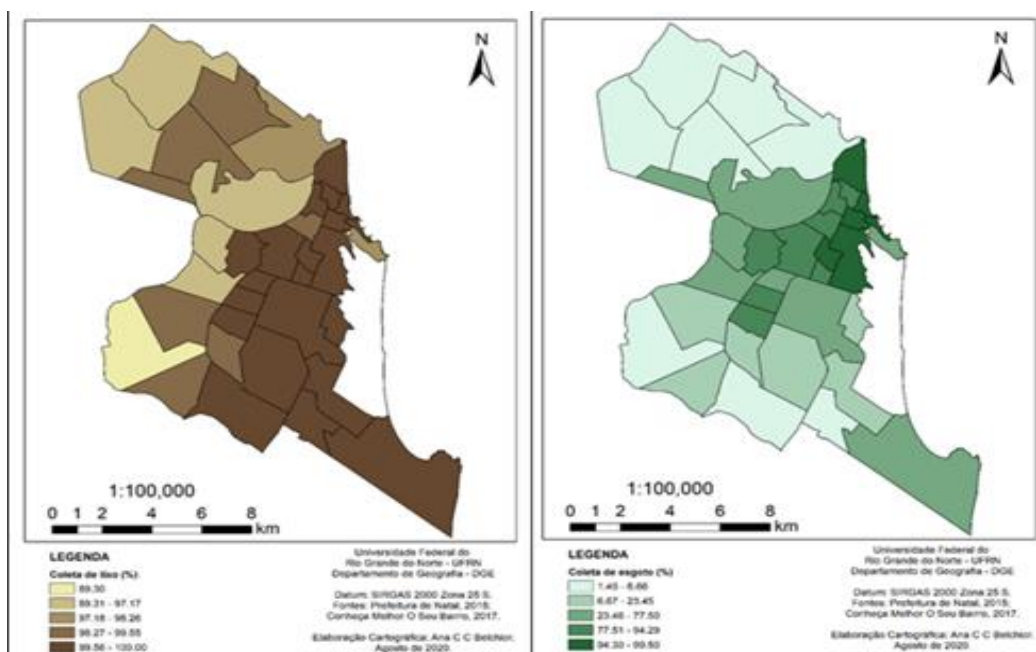 N
1:100,000
0 1 2 4 6 8
km
LEGENDA
Coleta de lixo (%)
89.30
89.31 - 97.17
97.18 - 98.26
98.27 - 99.55
99.56 - 100.00
Universidade Federal do
Rio Grande do Norte - UFRN
Departamento de Geografia - DGE
Datum: SIRGAS 2000 Zona 25 S.
Fontes: Prefeitura de Natal, 2015;
Conheça Melhor O Seu Bairro, 2017.
Elaboração Cartográfica: Ana C C Belchior.
Agosto de 2020.
N
1:100,000
0 1 2 4 6 8
km
LEGENDA
Coleta de esgoto (%)
1.45 - 6.66
6.67 - 23.45
23.46 - 77.50
77.51 - 94.29
94.30 - 99.50
Universidade Federal do
Rio Grande do Norte - UFRN
Departamento de Geografia - DGE
Datum: SIRGAS 2000 Zona 25 S.
Fontes: Prefeitura de Natal, 2015;
Conheça Melhor O Seu Bairro, 2017.
Elaboração Cartográfica: Ana C C Belchior.
Agosto de 2020.